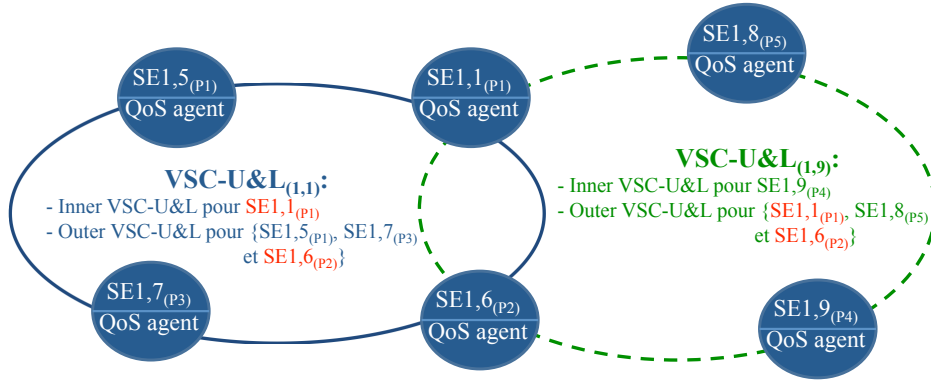 SE1,8(P5)
QoS agent
SE1,5(P1)
QoS agent
SE1,1(P1)
QoS agent
VSC-U&L(1,1):
- Inner VSC-U&L pour SE1,1(P1)
- Outer VSC-U&L pour {SE1,5(P1), SE1,7(P3)
et SE1,6(P2)}
VSC-U&L(1,9):
- Inner VSC-U&L pour SE1,9(P4)
- Outer VSC-U&L pour {SE1,1(P1), SE1,8(P5)
et SE1,6(P2)}
SE1,7(P3)
QoS agent
SE1,6(P2)
QoS agent
SE1,9(P4)
QoS agent